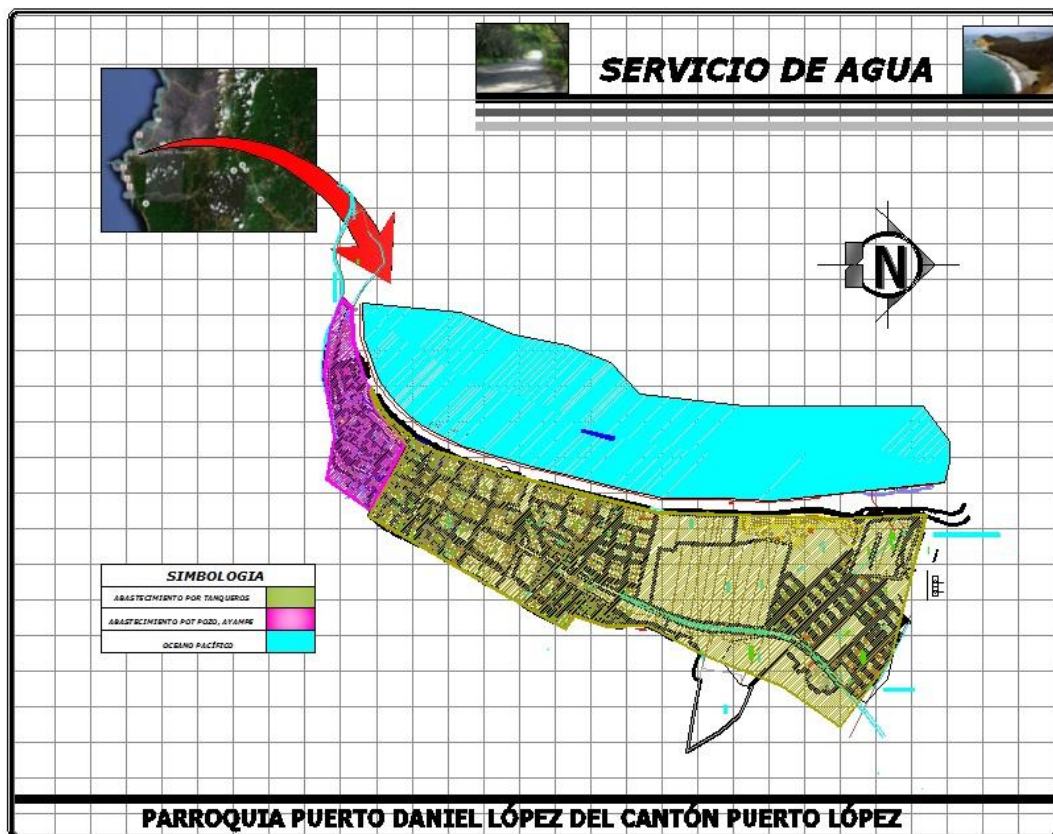 SERVICIO DE AGUA
N
SIMBOLOGIA
ABASTECIMIENTO POR TANQUEROS
ABASTECIMIENTO POT POZO, AYAMPE
OCEANO PACÍFICO
PARROQUIA PUERTO DANIEL LÓPEZ DEL CANTÓN PUERTO LÓPEZ